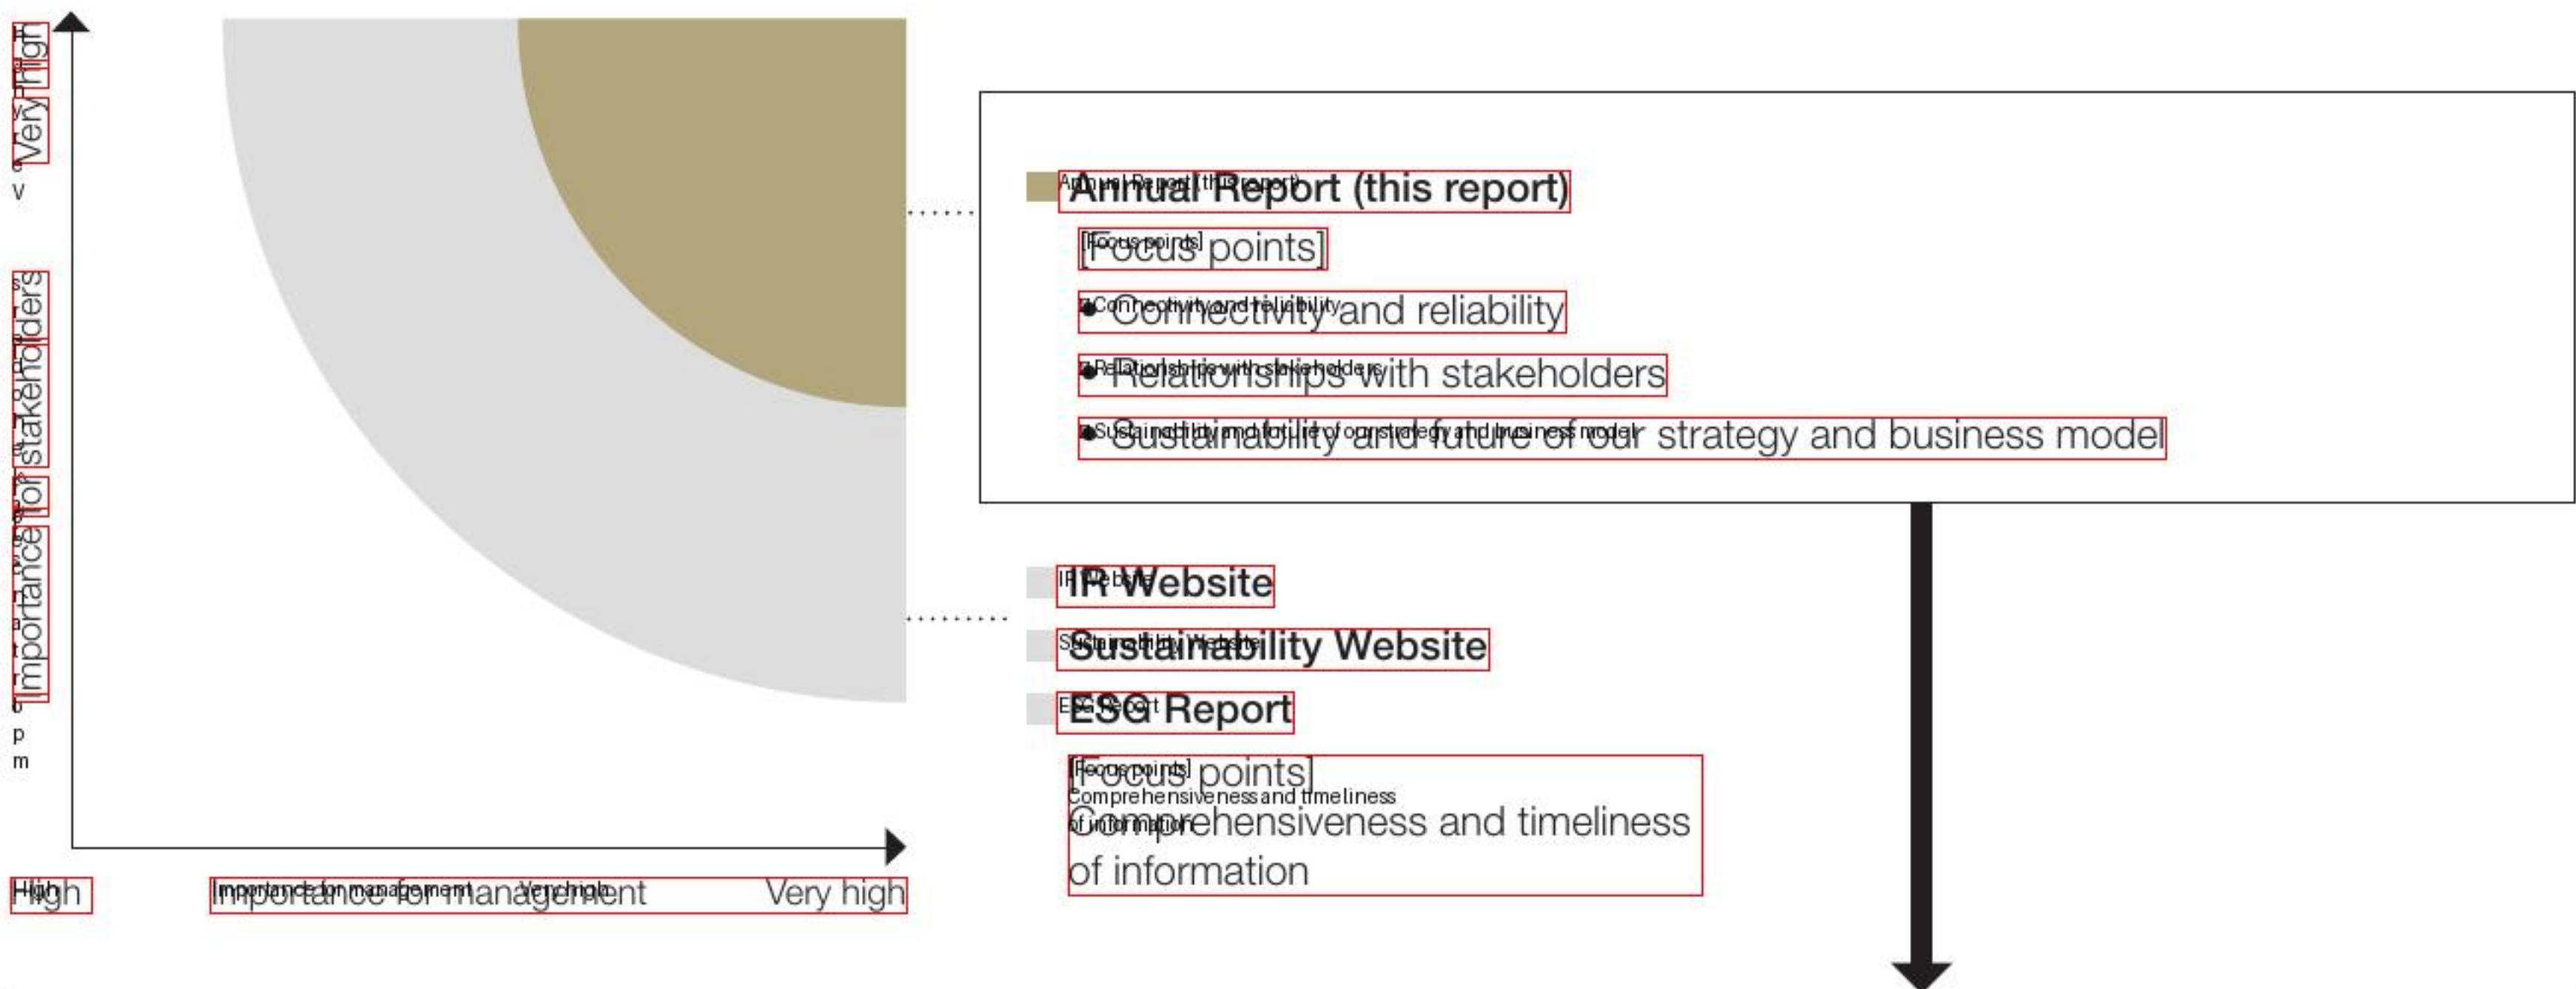 Very high
Importance for stakeholders
High
Importance for management
Very high
Annual Report (this report)
[Focus points]
• Connectivity and reliability
• Relationships with stakeholders
• Sustainability and future of our strategy and business model
IR Website
Sustainability Website
ESG Report
[Focus points]
Comprehensiveness and timeliness
of information